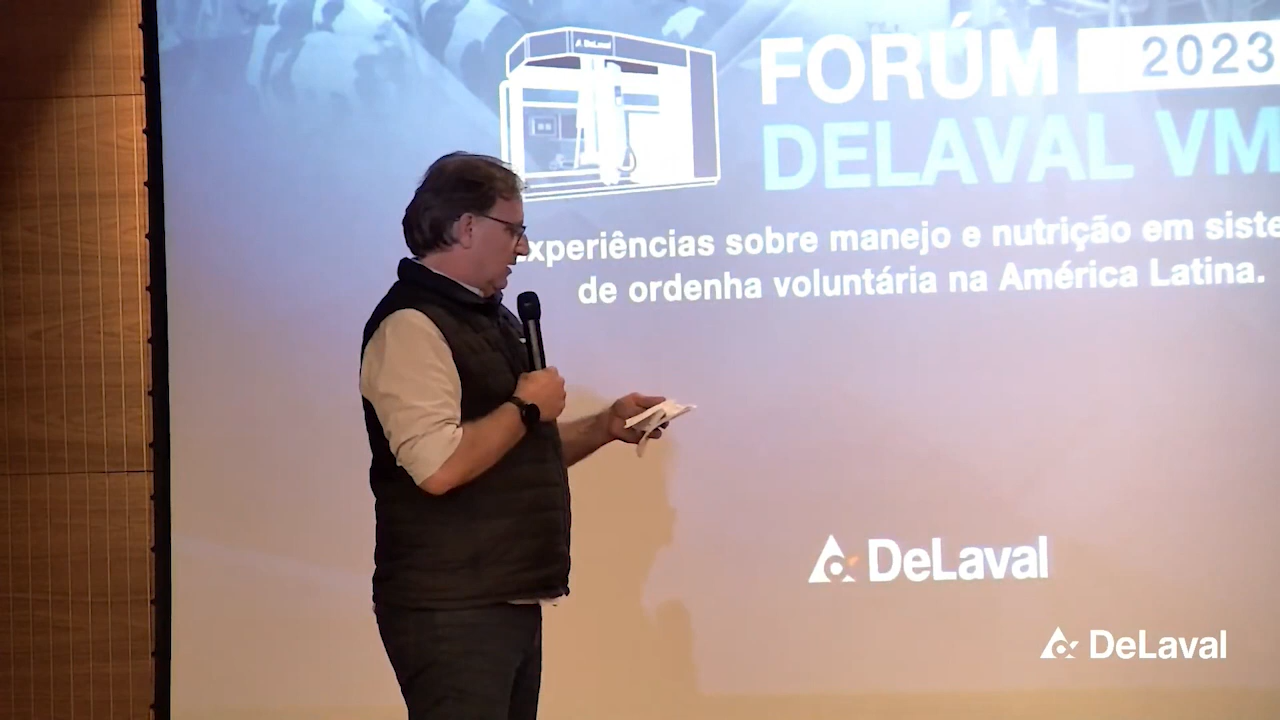 DeLaval
FORÚM 2023
DELAVAL VM
xperiências sobre manejo e nutrição em siste
de ordenha voluntária na América Latina.
DeLaval
DeLaval